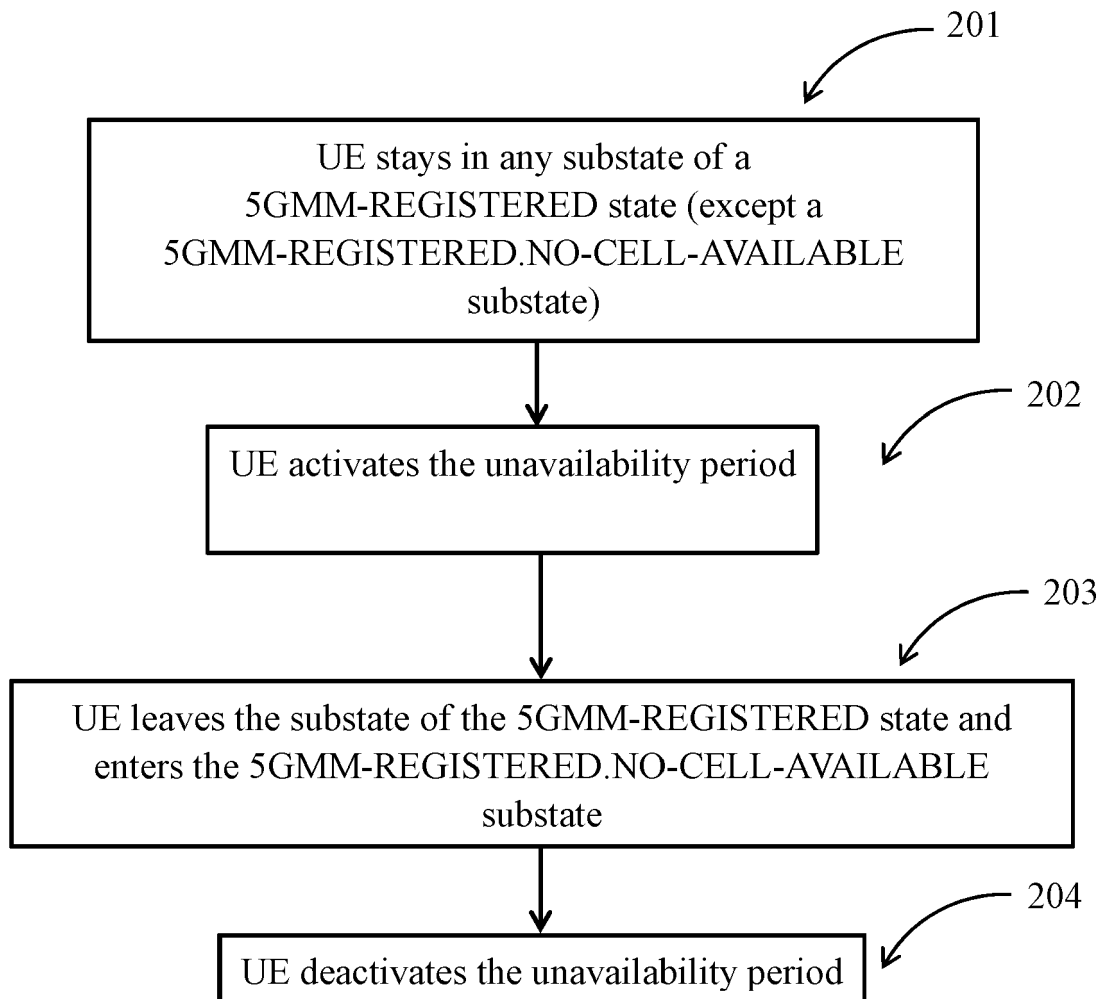 201
UE stays in any substate of a
5GMM-REGISTERED state (except a
5GMM-REGISTERED.NO-CELL-AVAILABLE
substate)
202
UE activates the unavailability period
203
UE leaves the substate of the 5GMM-REGISTERED state and
enters the 5GMM-REGISTERED.NO-CELL-AVAILABLE
substate
204
UE deactivates the unavailability period